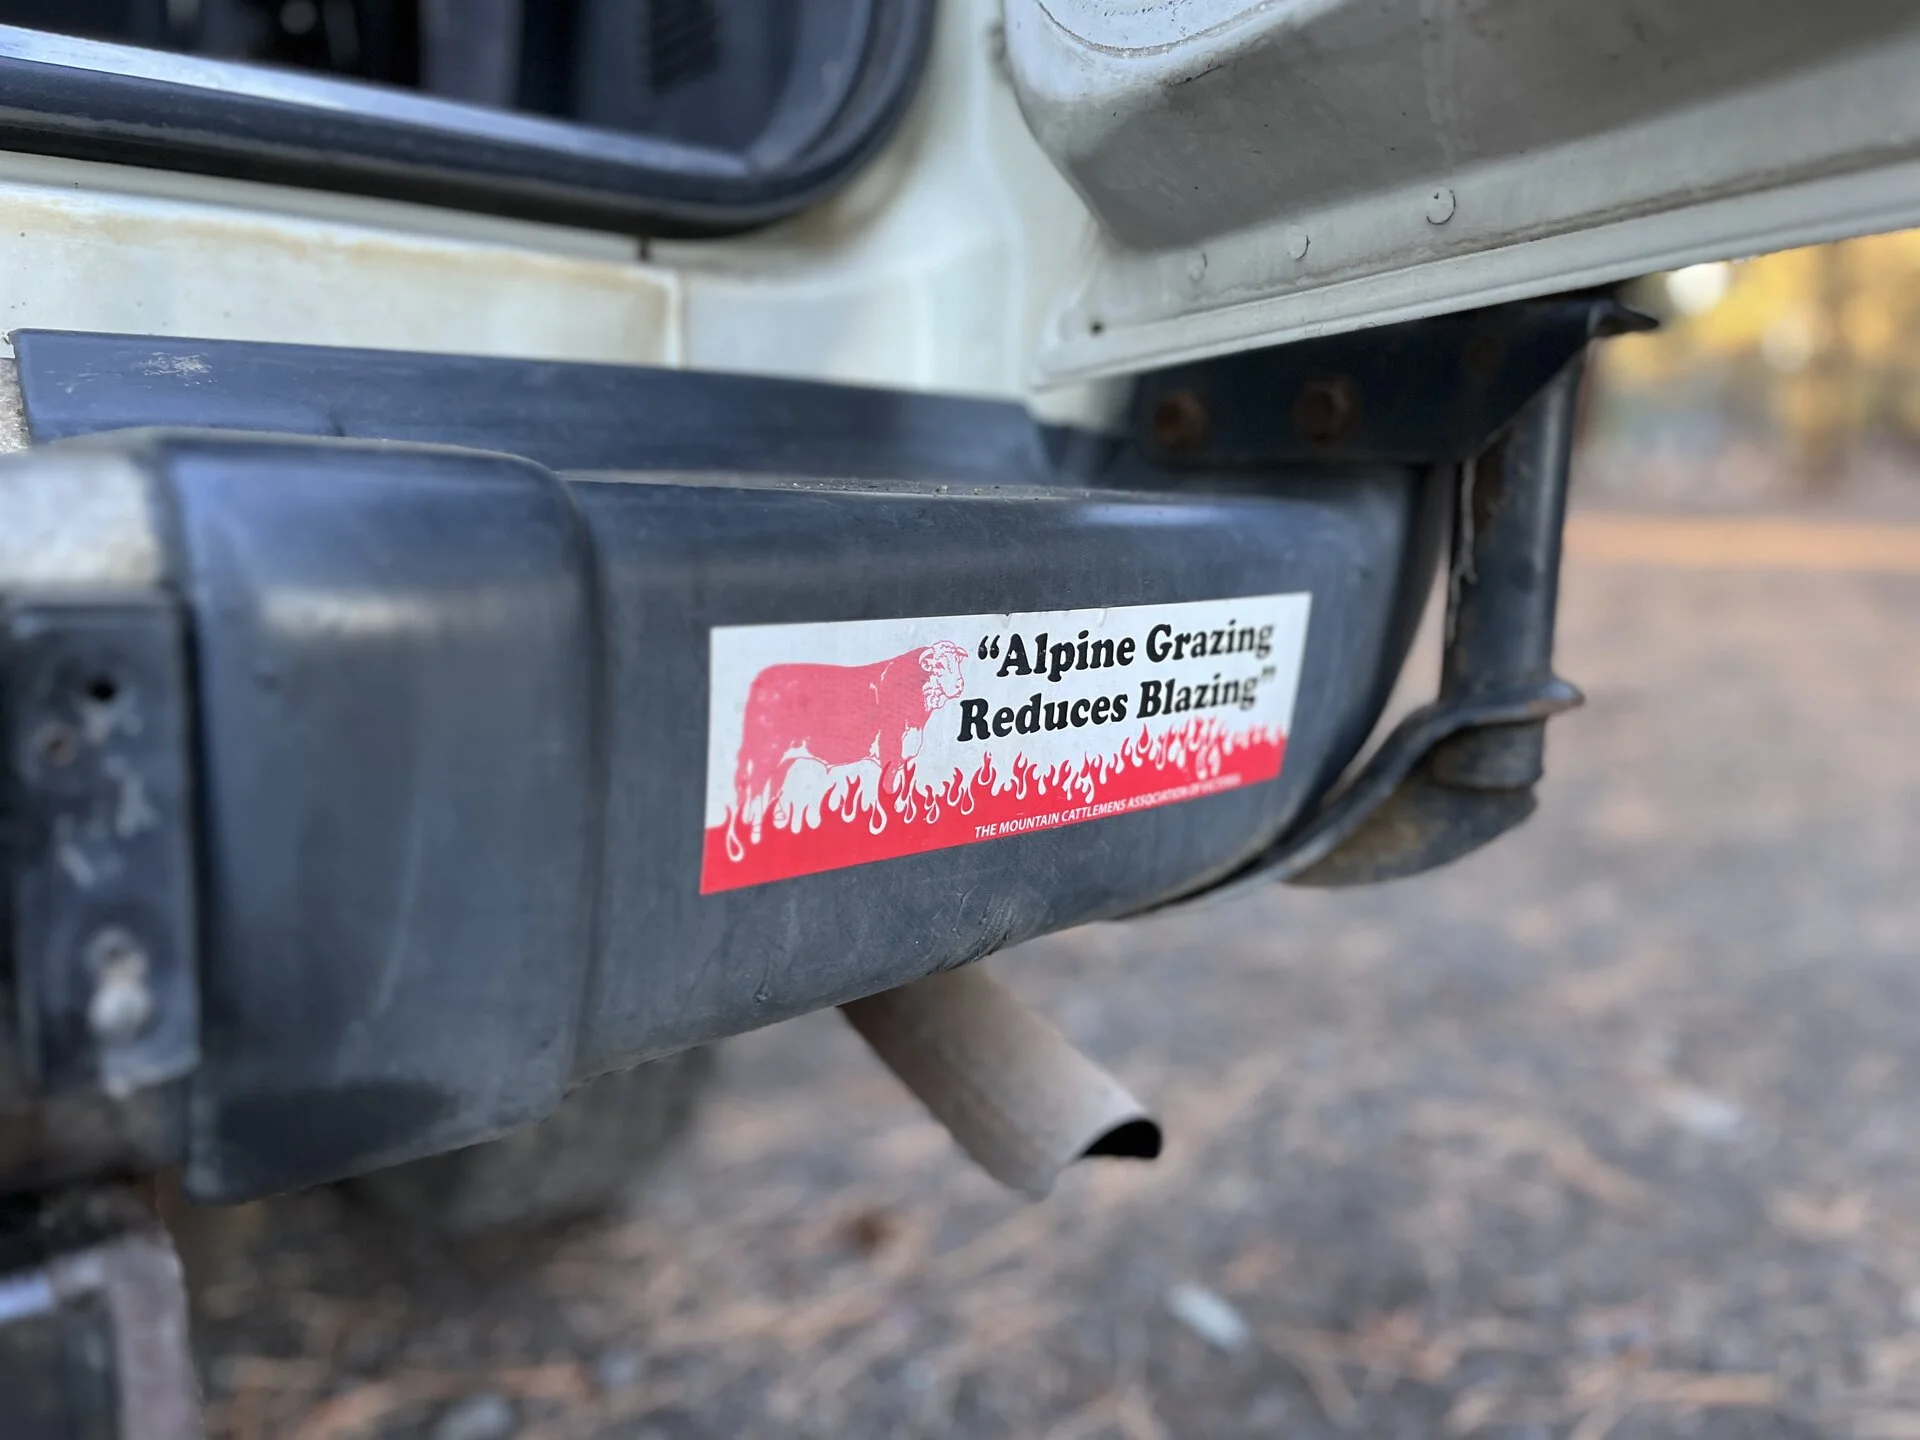 “Alpine Grazing
Reduces Blazing”
THE MOUNTAIN CATTLEMENS ASSOCIATION OF VICTORIA